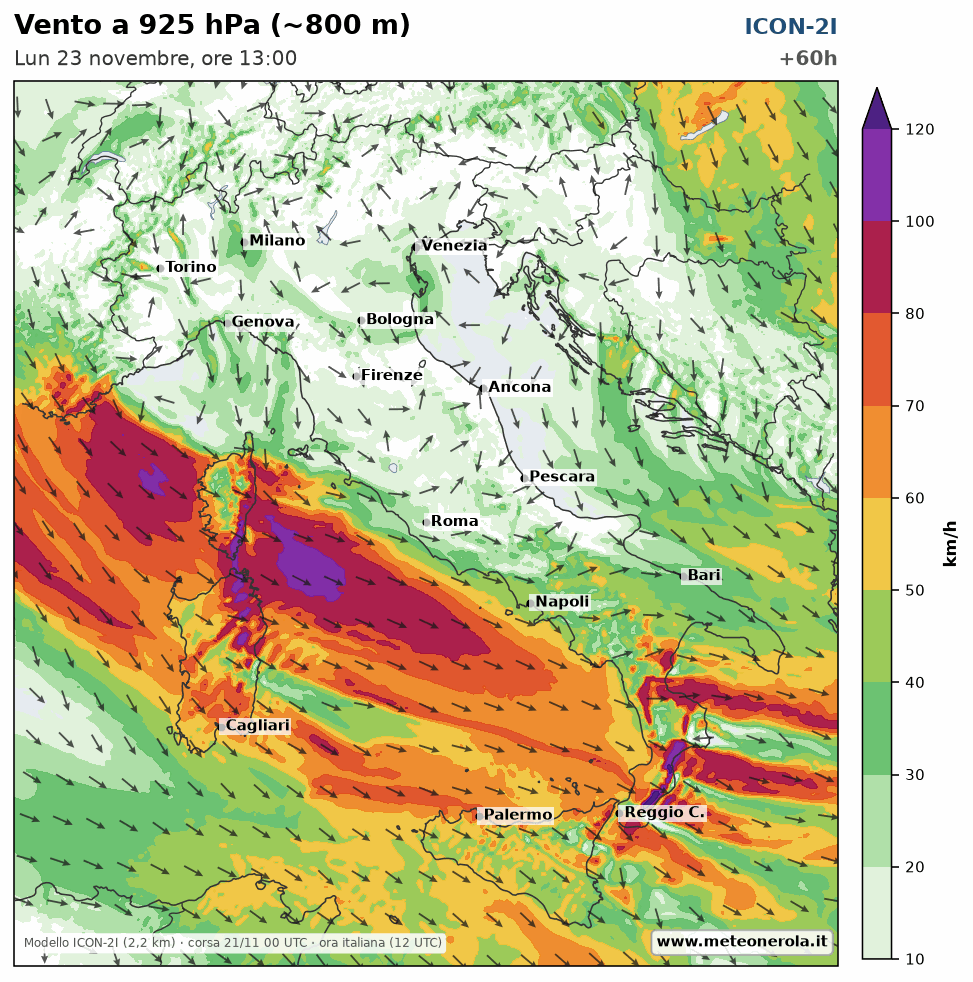 Vento a 925 hPa (~800 m)
ICON-2I
Lun 23 novembre, ore 13:00
+60h
Milano
Venezia
Torino
Genova
Bologna
Firenze
Ancona
Pescara
Roma
Bari
Napoli
Cagliari
Palermo
Reggio C.
120
100
80
70
60
50
40
30
20
10
km/h
Modello ICON-2I (2,2 km) · corsa 21/11 00 UTC · ora italiana (12 UTC)
www.meteonerola.it